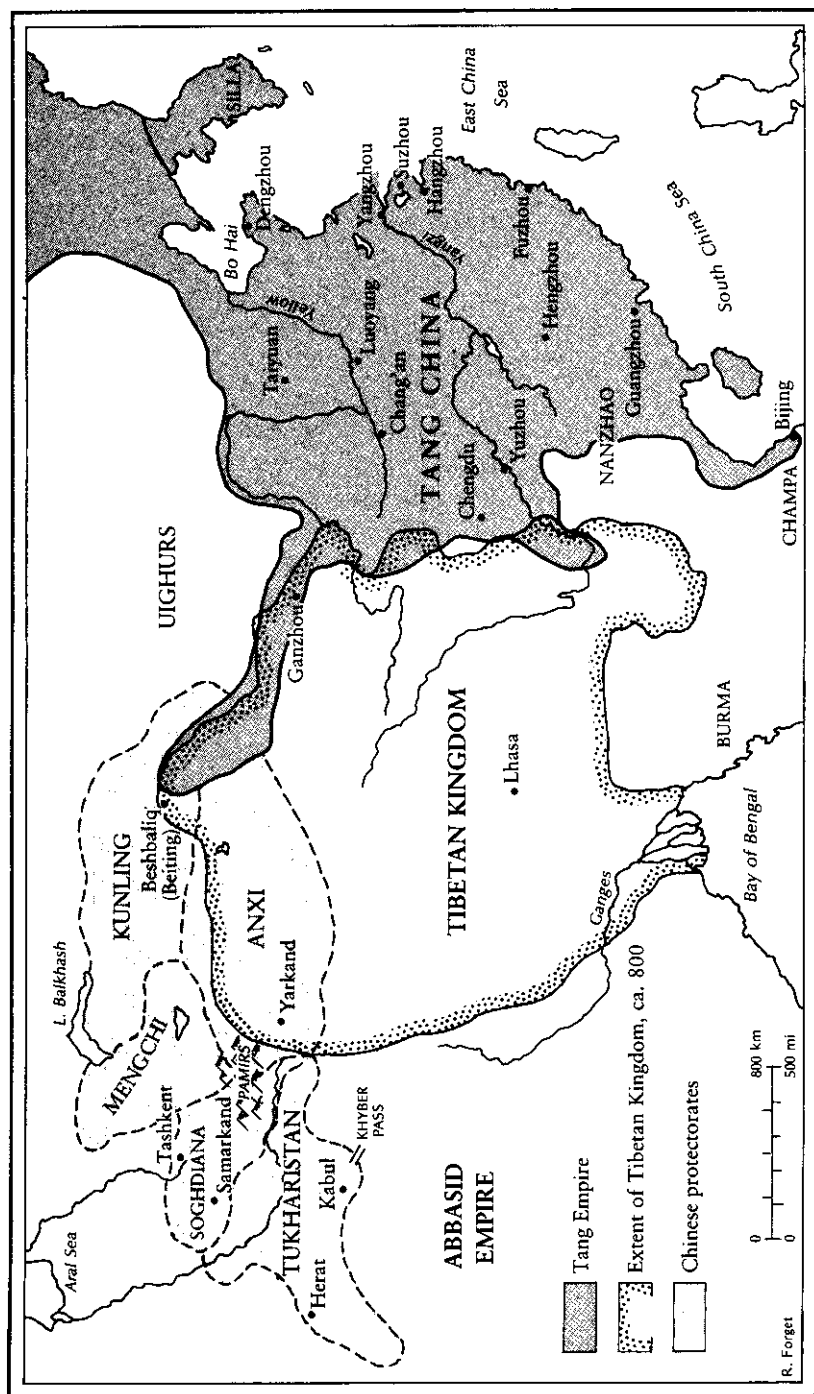 Aral Sea
L. Balkhash
UIGHURS
MENGCHI
KUNLING
Beshbaliq
(Beiting)
Tashkent
SOGHDIANA
Samarkand
PAMIRS
ANXI
Yarkand
TUKHARISTAN
Herat
Kabul
KHYBER
PASS
Ganzhou
SILLA
Bo Hai
Dengzhou
Yellow
Taiyuan
Luoyang
Chang'an
Yangzhou
Suzhou
Hangzhou
East China
Sea
Yangzi
TANG CHINA
Chengdu
Yuzhou
Hengzhou
Fuzhou
Guangzhou
NANZHAO
South China Sea
Bijing
CHAMPA
TIBETAN KINGDOM
Lhasa
ABBASID
EMPIRE
Ganges
BURMA
Bay of Bengal
Tang Empire
Extent of Tibetan Kingdom, ca. 800
Chinese protectorates
0 800 km
0 500 mi
R. Forget